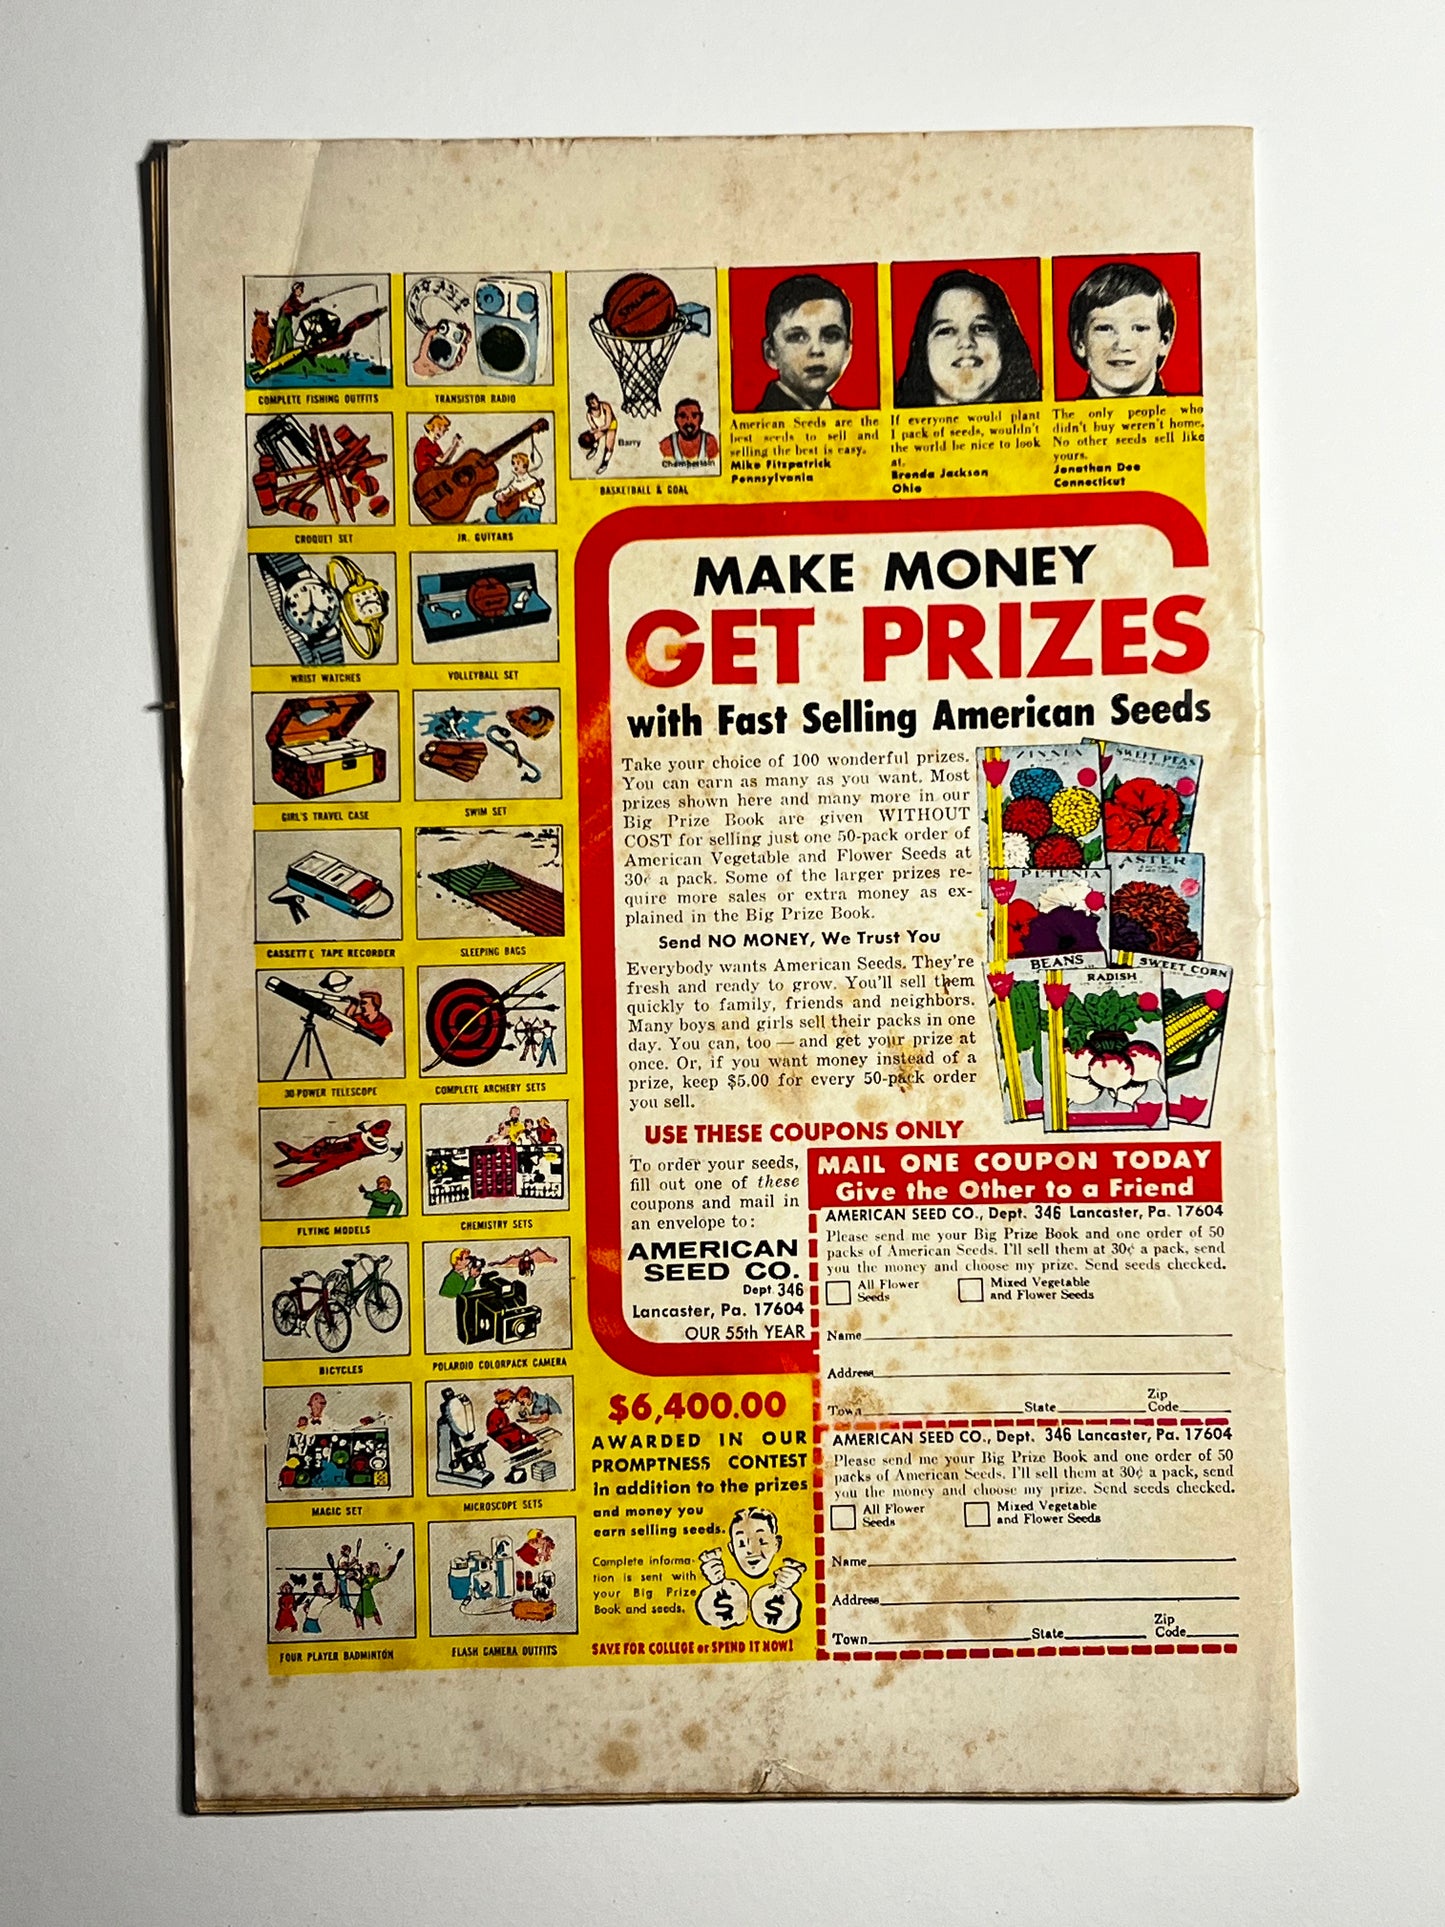 COMPLETE FISHING OUTFITS
TRANSISTOR RADIO
CROQUET SET
JR. GUITARS
WRIST WATCHES
VOLLEYBALL SET
GIRL'S TRAVEL CASE
SWIM SET
CASSETTE TAPE RECORDER
SLEEPING BAGS
30-POWER TELESCOPE
COMPLETE ARCHERY SETS
FLYING MODELS
CHEMISTRY SETS
BICYCLES
POLAROID COLORPACK CAMERA
MAGIC SET
MICROSCOPE SETS
FOUR PLAYER BADMINTON
FLASH CAMERA OUTFITS
SPALDING
Barry
Chamberlain
BASKETBALL & GOAL
American Seeds are the
best seeds to sell and
selling the best is easy.
Mike Fitzpatrick
Pennsylvania
If everyone would plant
1 pack of seeds, wouldn't
the world be nice to look
at.
Brenda Jackson
Ohio
The only people who
didn't buy weren't home.
No other seeds sell like
yours.
Jonathan Dee
Connecticut
MAKE MONEY
GET PRIZES
with Fast Selling American Seeds
Take your choice of 100 wonderful prizes.
You can earn as many as you want. Most
prizes shown here and many more in our
Big Prize Book are given WITHOUT
COST for selling just one 50-pack order of
American Vegetable and Flower Seeds at
30¢ a pack. Some of the larger prizes re-
quire more sales or extra money as ex-
plained in the Big Prize Book.
Send NO MONEY, We Trust You
Everybody wants American Seeds. They're
fresh and ready to grow. You'll sell them
quickly to family, friends and neighbors.
Many boys and girls sell their packs in one
day. You can, too — and get your prize at
once. Or, if you want money instead of a
prize, keep $5.00 for every 50-pack order
you sell.
ZINNIA
SWEET PEAS
PETUNIA
ASTER
BEANS
RADISH
SWEET CORN
USE THESE COUPONS ONLY
To order your seeds,
fill out one of these
coupons and mail in
an envelope to:
AMERICAN
SEED CO.
Dept 346
Lancaster, Pa. 17604
OUR 55th YEAR
MAIL ONE COUPON TODAY
Give the Other to a Friend
AMERICAN SEED CO., Dept. 346 Lancaster, Pa. 17604
Please send me your Big Prize Book and one order of 50
packs of American Seeds. I'll sell them at 30¢ a pack, send
you the money and choose my prize. Send seeds checked.
All Flower Seeds
Mixed Vegetable and Flower Seeds
Name
Address
Town State Zip Code
AMERICAN SEED CO., Dept. 346 Lancaster, Pa. 17604
Please send me your Big Prize Book and one order of 50
packs of American Seeds. I'll sell them at 30¢ a pack, send
you the money and choose my prize. Send seeds checked.
All Flower Seeds
Mixed Vegetable and Flower Seeds
Name
Address
Town State Zip Code
$6,400.00
AWARDED IN OUR
PROMPTNESS CONTEST
in addition to the prizes
and money you
earn selling seeds.
Complete informa-
tion is sent with
your Big Prize
Book and seeds.
$ $
SAVE FOR COLLEGE or SPEND IT NOW!